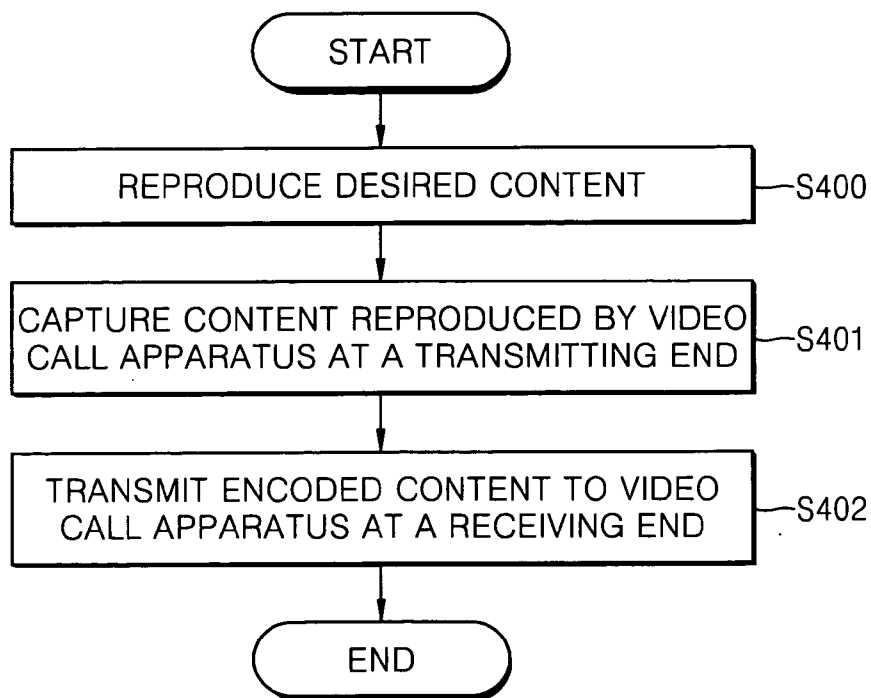 START
REPRODUCE DESIRED CONTENT
S400
CAPTURE CONTENT REPRODUCED BY VIDEO
CALL APPARATUS AT A TRANSMITTING END
S401
TRANSMIT ENCODED CONTENT TO VIDEO
CALL APPARATUS AT A RECEIVING END
S402
END